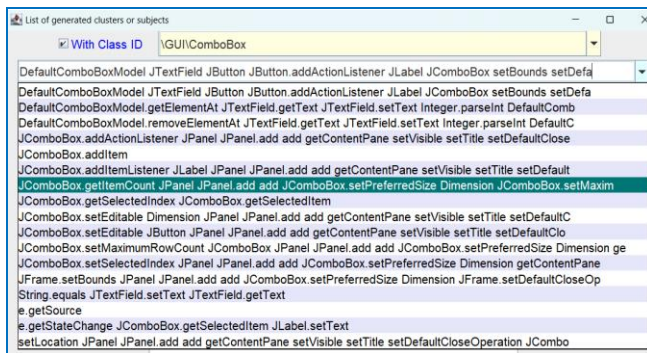 List of generated clusters or subjects
With Class ID
\GUI\ComboBox
DefaultComboBoxModel JTextField JButton JButton.addActionListener JLabel JComboBox setBounds setDefa
DefaultComboBoxModel JTextField JButton JButton.addActionListener JLabel JComboBox setBounds setDefa
DefaultComboBoxModel.getElementAt JTextField.getText JTextField.setText Integer.parseInt DefaultComb
DefaultComboBoxModel.removeElementAt JTextField.getText JTextField.setText Integer.parseInt DefaultC
JComboBox.addActionListener JPanel JPanel.add add getContentPane setVisible setTitle setDefaultClose
JComboBox.addItem
JComboBox.addItemListener JLabel JPanel JPanel.add add getContentPane setVisible setTitle setDefault
JComboBox.getItemCount JPanel JPanel.add add JComboBox.setPreferredSize Dimension JComboBox.setMaxim
JComboBox.getSelectedIndex JComboBox.getSelectedItem
JComboBox.setEditable Dimension JPanel JPanel.add add getContentPane setVisible setTitle setDefaultC
JComboBox.setEditable JButton JPanel JPanel.add add getContentPane setVisible setTitle setDefaultClo
JComboBox.setMaximumRowCount JComboBox JPanel JPanel.add add JComboBox.setPreferredSize Dimension ge
JComboBox.setSelectedIndex JPanel JPanel.add add JComboBox.setPreferredSize Dimension getContentPane
JFrame.setBounds JPanel JPanel.add add JComboBox.setPreferredSize Dimension JFrame.setDefaultCloseOp
String.equals JTextField.setText JTextField.getText
e.getSource
e.getStateChange JComboBox.getSelectedItem JLabel.setText
setLocation JPanel JPanel.add add getContentPane setVisible setTitle setDefaultCloseOperation JCombo